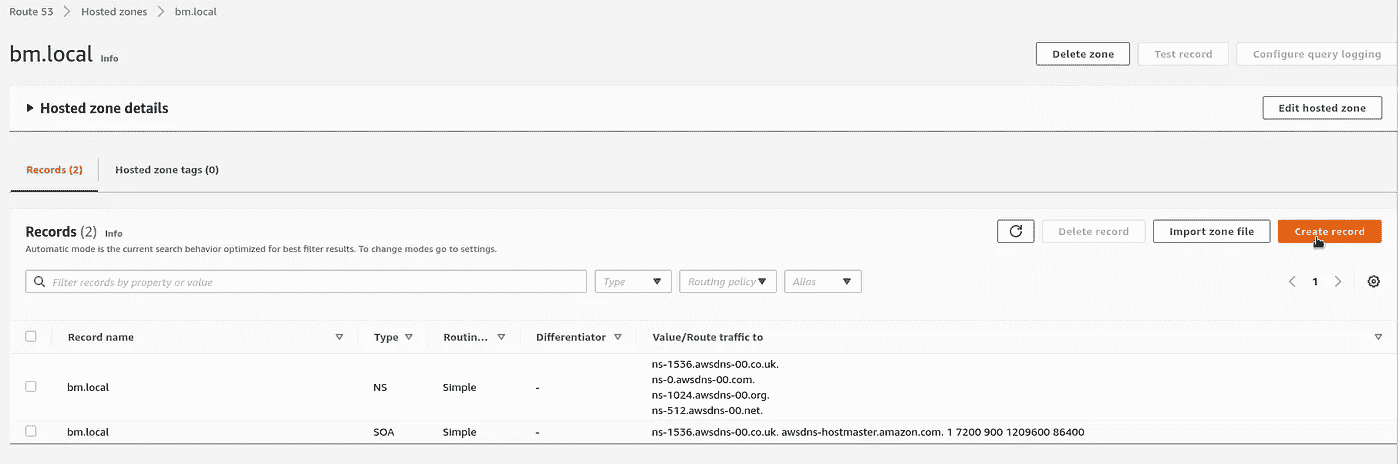 Route 53 > Hosted zones > bm.local
bm.local Info
Delete zone Test record Configure query logging
Hosted zone details Edit hosted zone
Records (2) Hosted zone tags (0)
Records (2) Info
Delete record Import zone file Create record
Automatic mode is the current search behavior optimized for best filter results. To change modes go to settings.
Filter records by property or value Type Routing policy Alias 1
Record name Type Routin... Differentiator Value/Route traffic to
ns-1536.awsdns-00.co.uk.
bm.local NS Simple - ns-0.awsdns-00.com.
ns-1024.awsdns-00.org.
ns-512.awsdns-00.net.
bm.local SOA Simple - ns-1536.awsdns-00.co.uk. awsdns-hostmaster.amazon.com. 1 7200 900 1209600 86400